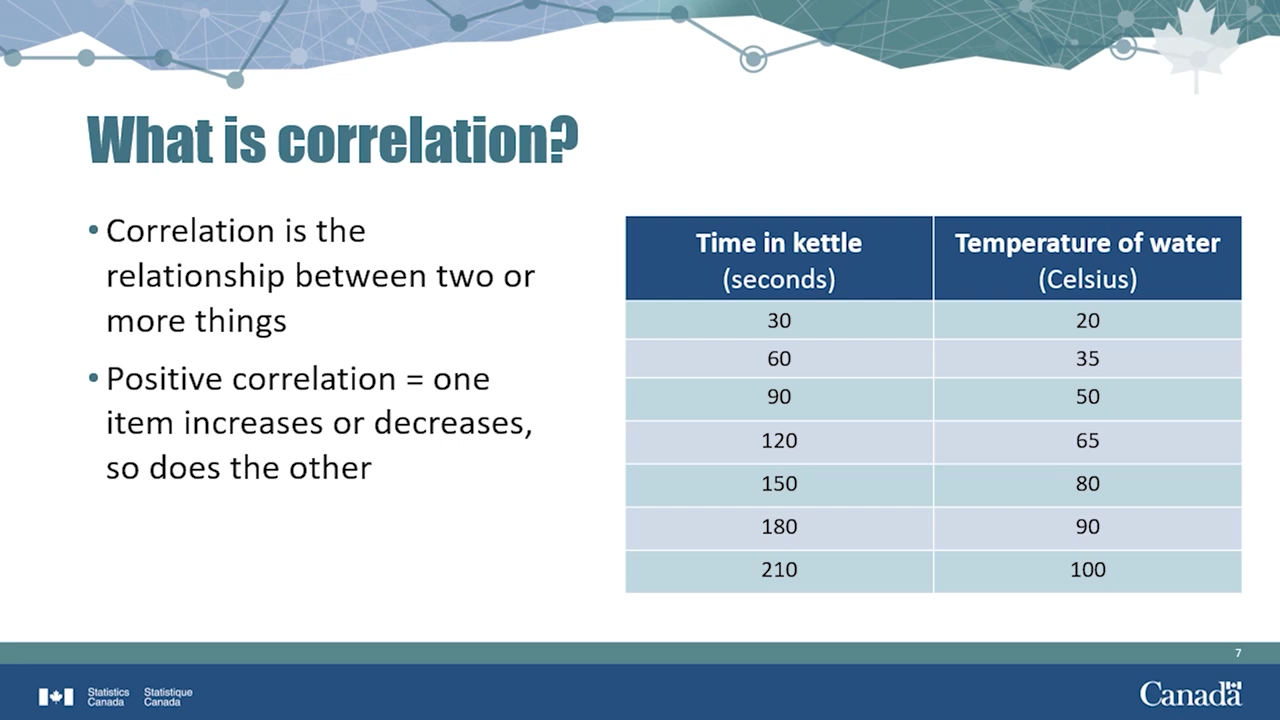 What is correlation?
• Correlation is the
relationship between two or
more things
• Positive correlation = one
item increases or decreases,
so does the other
Time in kettle Temperature of water
(seconds) (Celsius)
30 20
60 35
90 50
120 65
150 80
180 90
210 100
7
Statistics Statistique
Canada Canada
Canada